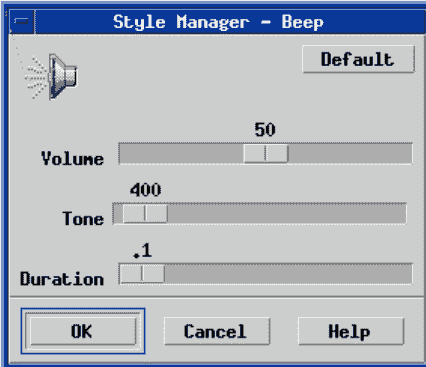 Style Manager - Beep
Default
50
Volume
400
Tone
.1
Duration
OK Cancel Help